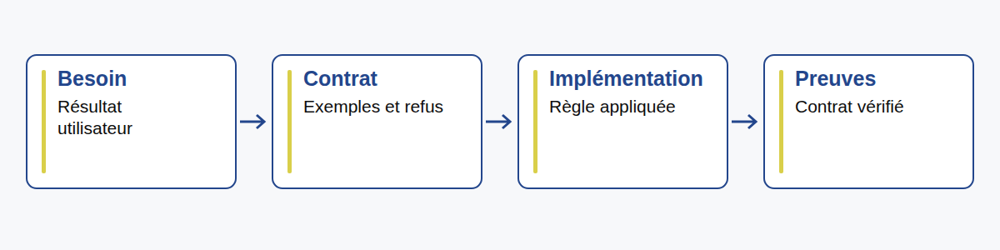 Besoin
Résultat
utilisateur
Contrat
Exemples et refus
Implémentation
Règle appliquée
Preuves
Contrat vérifié